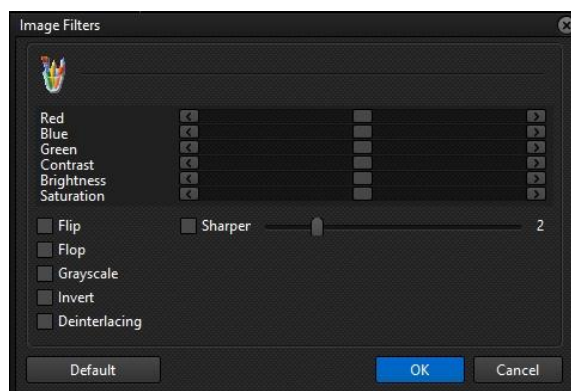 Image Filters
Red
Blue
Green
Contrast
Brightness
Saturation
Flip
Sharper 2
Flop
Grayscale
Invert
Deinterlacing
Default OK Cancel